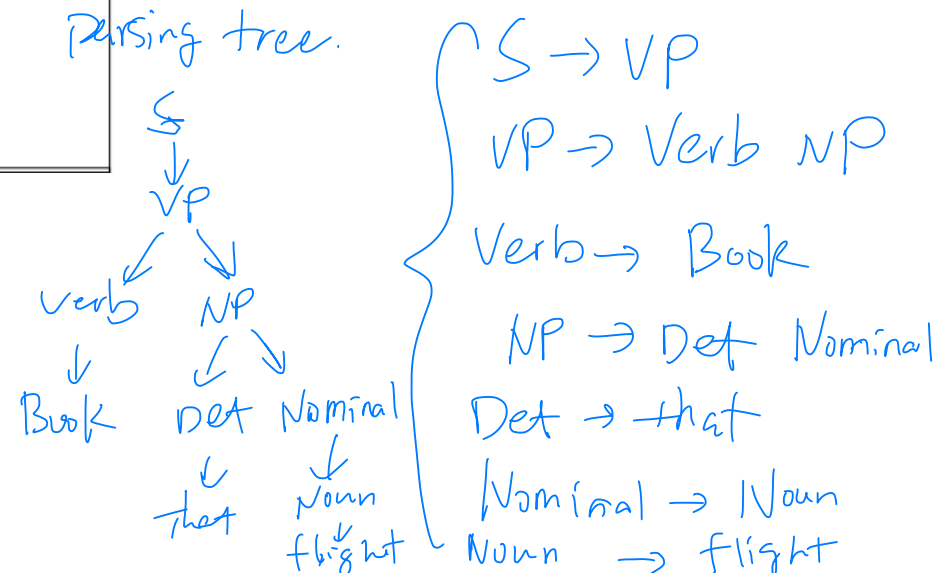 Parsing tree.
S
VP
Verb NP
Book Det Nominal
that Noun
flight
S → VP
VP → Verb NP
Verb → Book
NP → Det Nominal
Det → that
Nominal → Noun
Noun → flight